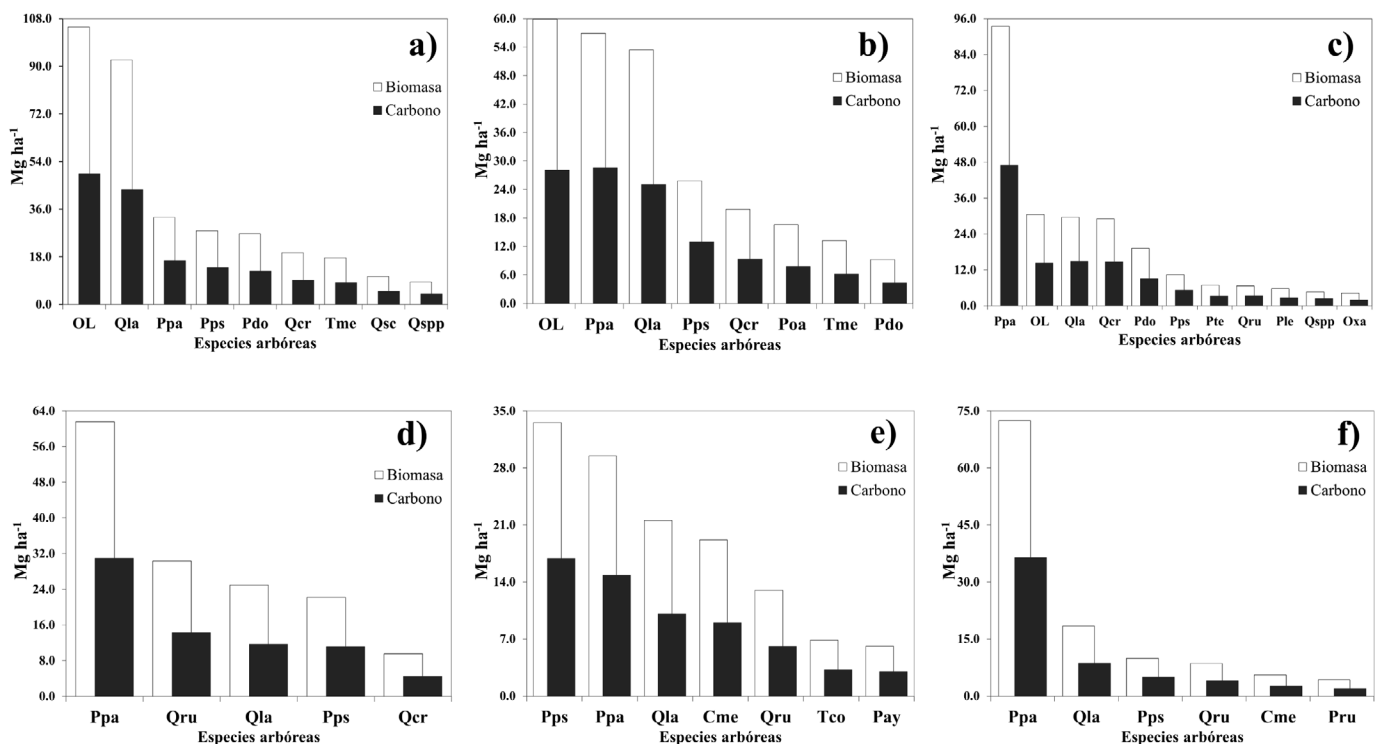 a)
108.0
90.0
72.0
54.0
36.0
18.0
0.0
Mg ha-1
Biomasa
Carbono
OL Qla Ppa Pps Pdo Qcr Tme Qsc Qspp
Especies arbóreas
b)
60.0
54.0
48.0
42.0
36.0
30.0
24.0
18.0
12.0
6.0
0.0
Mg ha-1
Biomasa
Carbono
OL Ppa Qla Pps Qcr Poa Tme Pdo
Especies arbóreas
c)
96.0
84.0
72.0
60.0
48.0
36.0
24.0
12.0
0.0
Mg ha-1
Biomasa
Carbono
Ppa OL Qla Qcr Pdo Pps Pte Qru Ple Qspp Oxa
Especies arbóreas
d)
64.0
56.0
48.0
40.0
32.0
24.0
16.0
8.0
0.0
Mg ha-1
Biomasa
Carbono
Ppa Qru Qla Pps Qcr
Especies arbóreas
e)
35.0
28.0
21.0
14.0
7.0
0.0
Mg ha-1
Biomasa
Carbono
Pps Ppa Qla Cme Qru Tco Pay
Especies arbóreas
f)
75.0
60.0
45.0
30.0
15.0
0.0
Mg ha-1
Biomasa
Carbono
Ppa Qla Pps Qru Cme Pru
Especies arbóreas